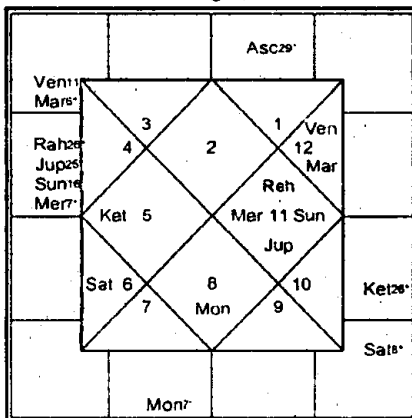 Asc29°
Ven11
Mar6°
3
1
Ven
4
2
12
Rah26°
Mar
Jup25°
Reh
Sun16
Mer7°
Ket 5
Mer 11 Sun
Jup
Sat 6
8
10
Ket26°
7
Mon
9
Sat8°
Mon7°